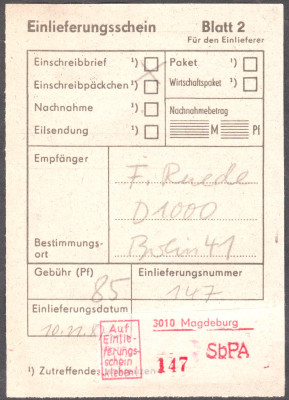 Einlieferungsschein Blatt 2
Für den Einlieferer
Einschreibbrief ¹) Paket ¹)
Einschreibpäckchen ¹) Wirtschaftspaket ¹)
Nachnahme ¹) Nachnahmebetrag
Eilsendung ¹) M Pf
Empfänger F.
D1000
Bestimmungs- Berlin 41
ort
Gebühr (Pf) 85 Einlieferungsnummer
147
Einlieferungsdatum
Auf
Einlie-
ferungs-
schein
kleben
3010 Magdeburg
147 SbPA
¹) Zutreffendes